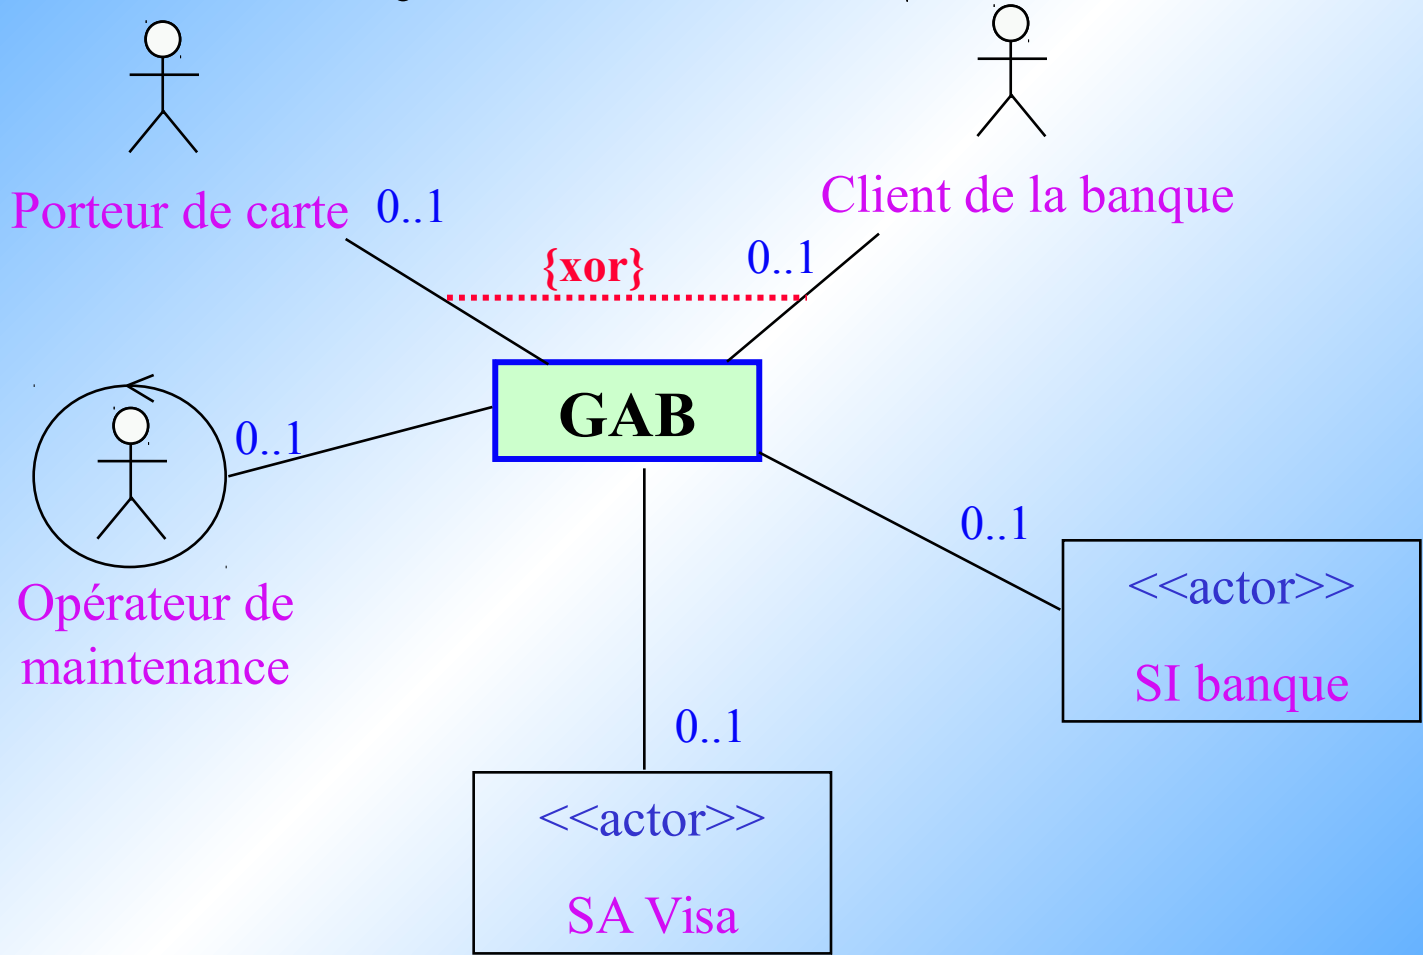 Porteur de carte
0..1
Client de la banque
{xor}
0..1
GAB
0..1
Opérateur de
maintenance
0..1
<<actor>>
SI banque
0..1
<<actor>>
SA Visa